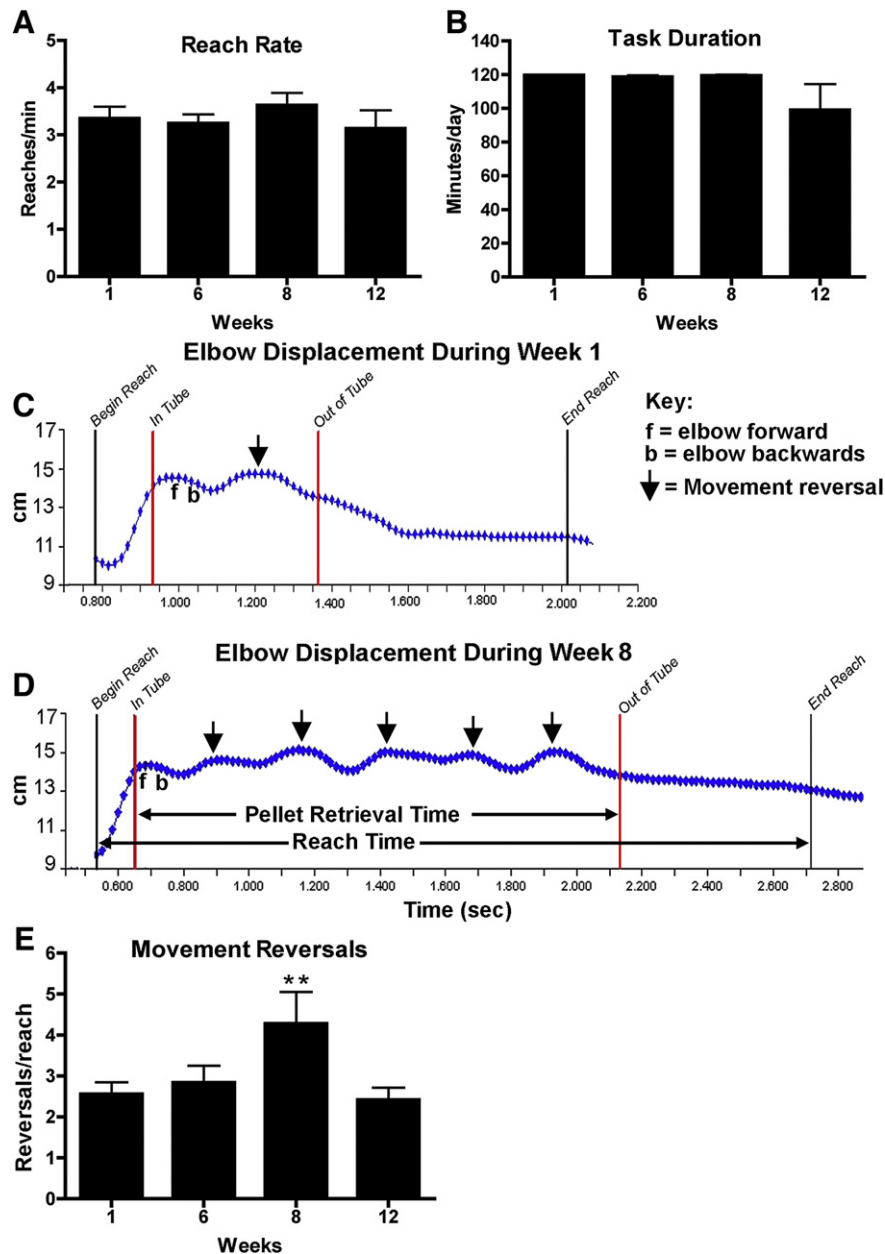 A
Reach Rate
Reaches/min
5
4
3
2
1
0
1 6 8 12
Weeks
B
Task Duration
Minutes/day
140
120
100
80
60
40
20
0
1 6 8 12
Weeks
Elbow Displacement During Week 1
C
Begin Reach
In Tube
Out of Tube
End Reach
cm
17
15
13
11
9
f
b
0.800 1.000 1.200 1.400 1.600 1.800 2.000 2.200
Key:
f = elbow forward
b = elbow backwards
= Movement reversal
Elbow Displacement During Week 8
D
Begin Reach
In Tube
Out of Tube
End Reach
cm
17
15
13
11
9
f
b
Pellet Retrieval Time
Reach Time
0.600 0.800 1.000 1.200 1.400 1.600 1.800 2.000 2.200 2.400 2.600 2.800
Time (sec)
E
Movement Reversals
Reversals/reach
6
5
4
3
2
1
0
**
1 6 8 12
Weeks